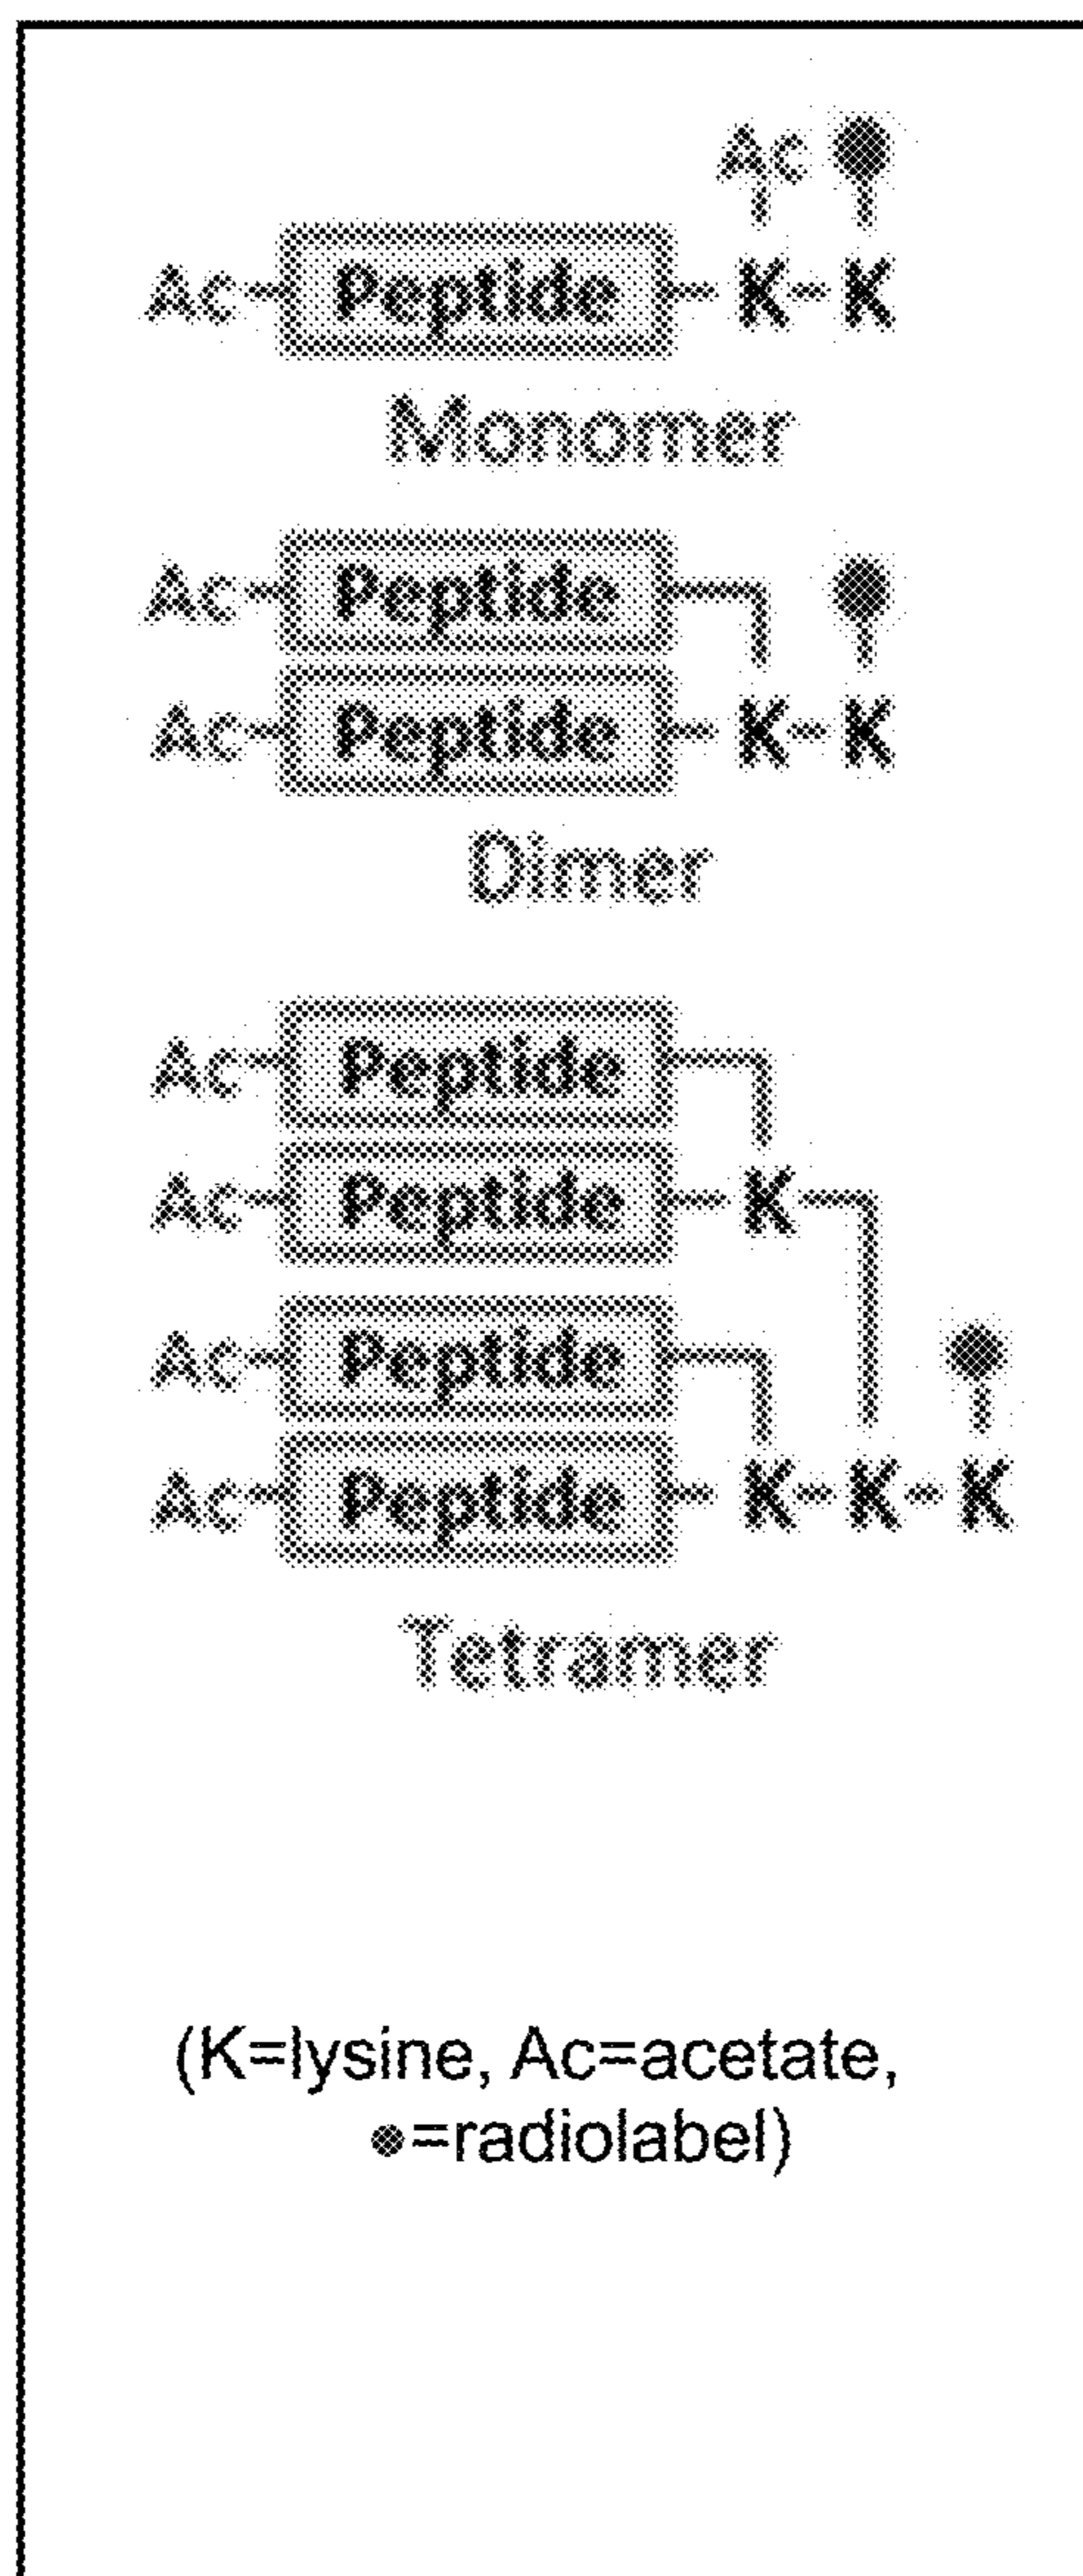 Ac
Ac Peptide K K
Monomer
Ac Peptide
Ac Peptide K K
Dimer
Ac Peptide
Ac Peptide K
Ac Peptide
Ac Peptide K K K
Tetramer
(K=lysine, Ac=acetate,
=radiolabel)